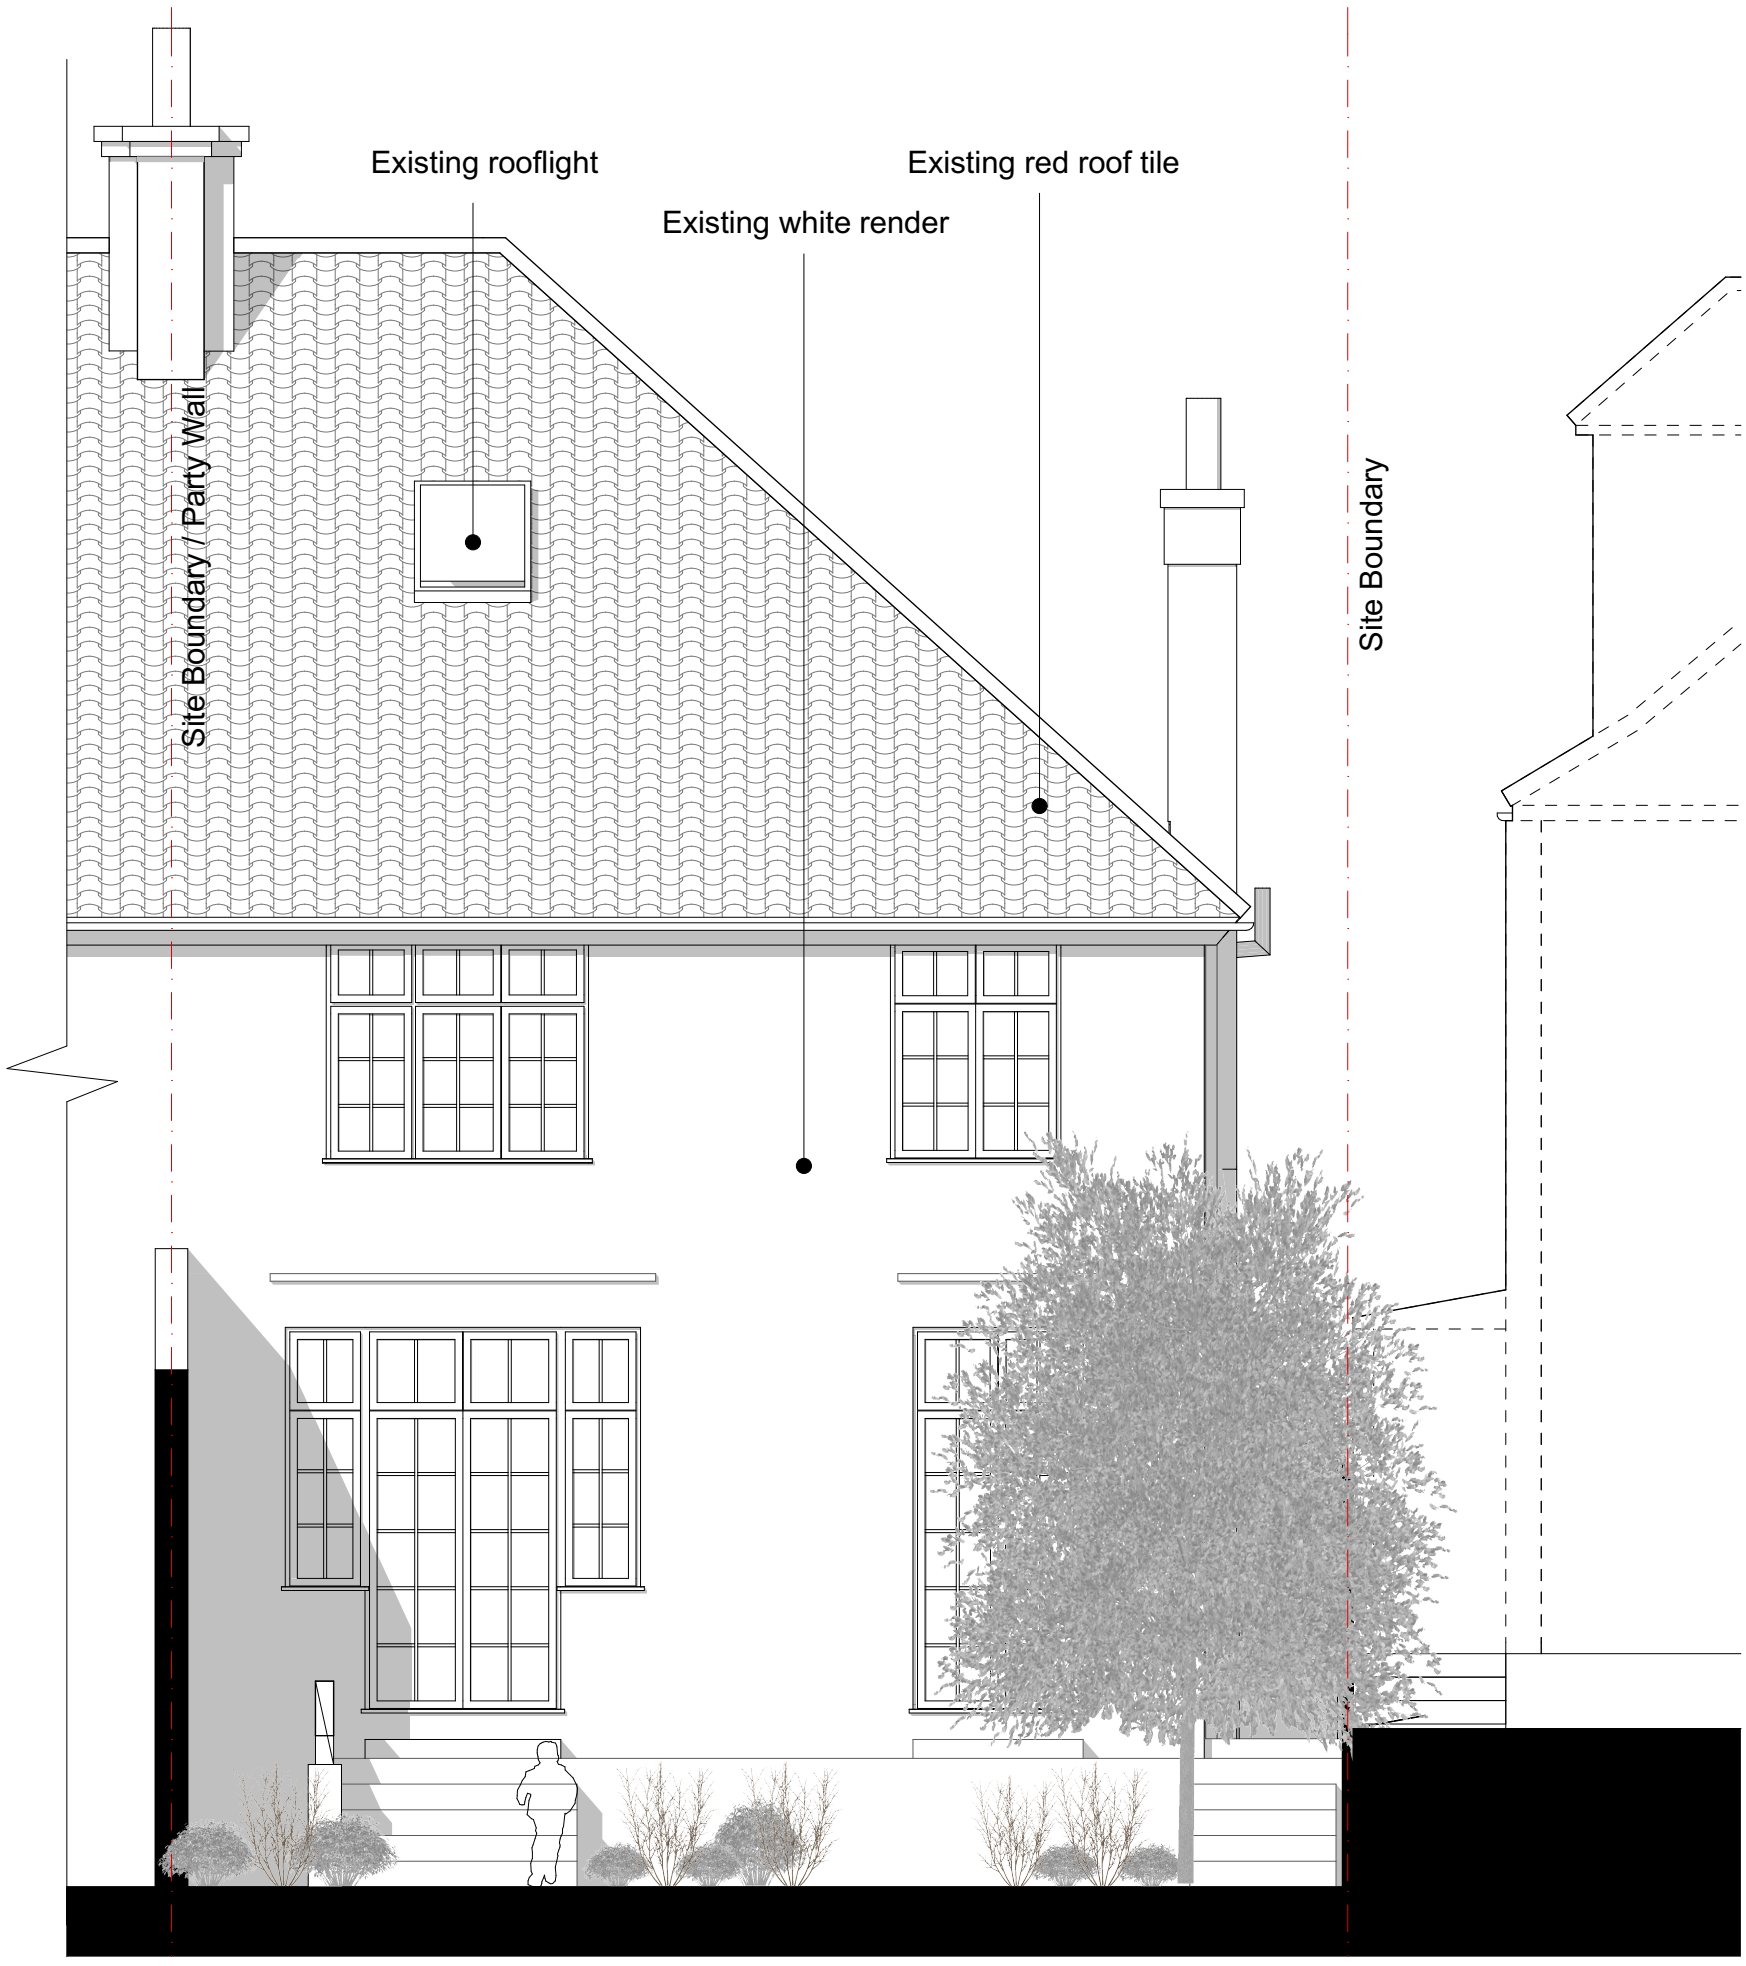 Existing rooflight
Existing red roof tile
Existing white render
Site Boundary / Party Wall
Site Boundary